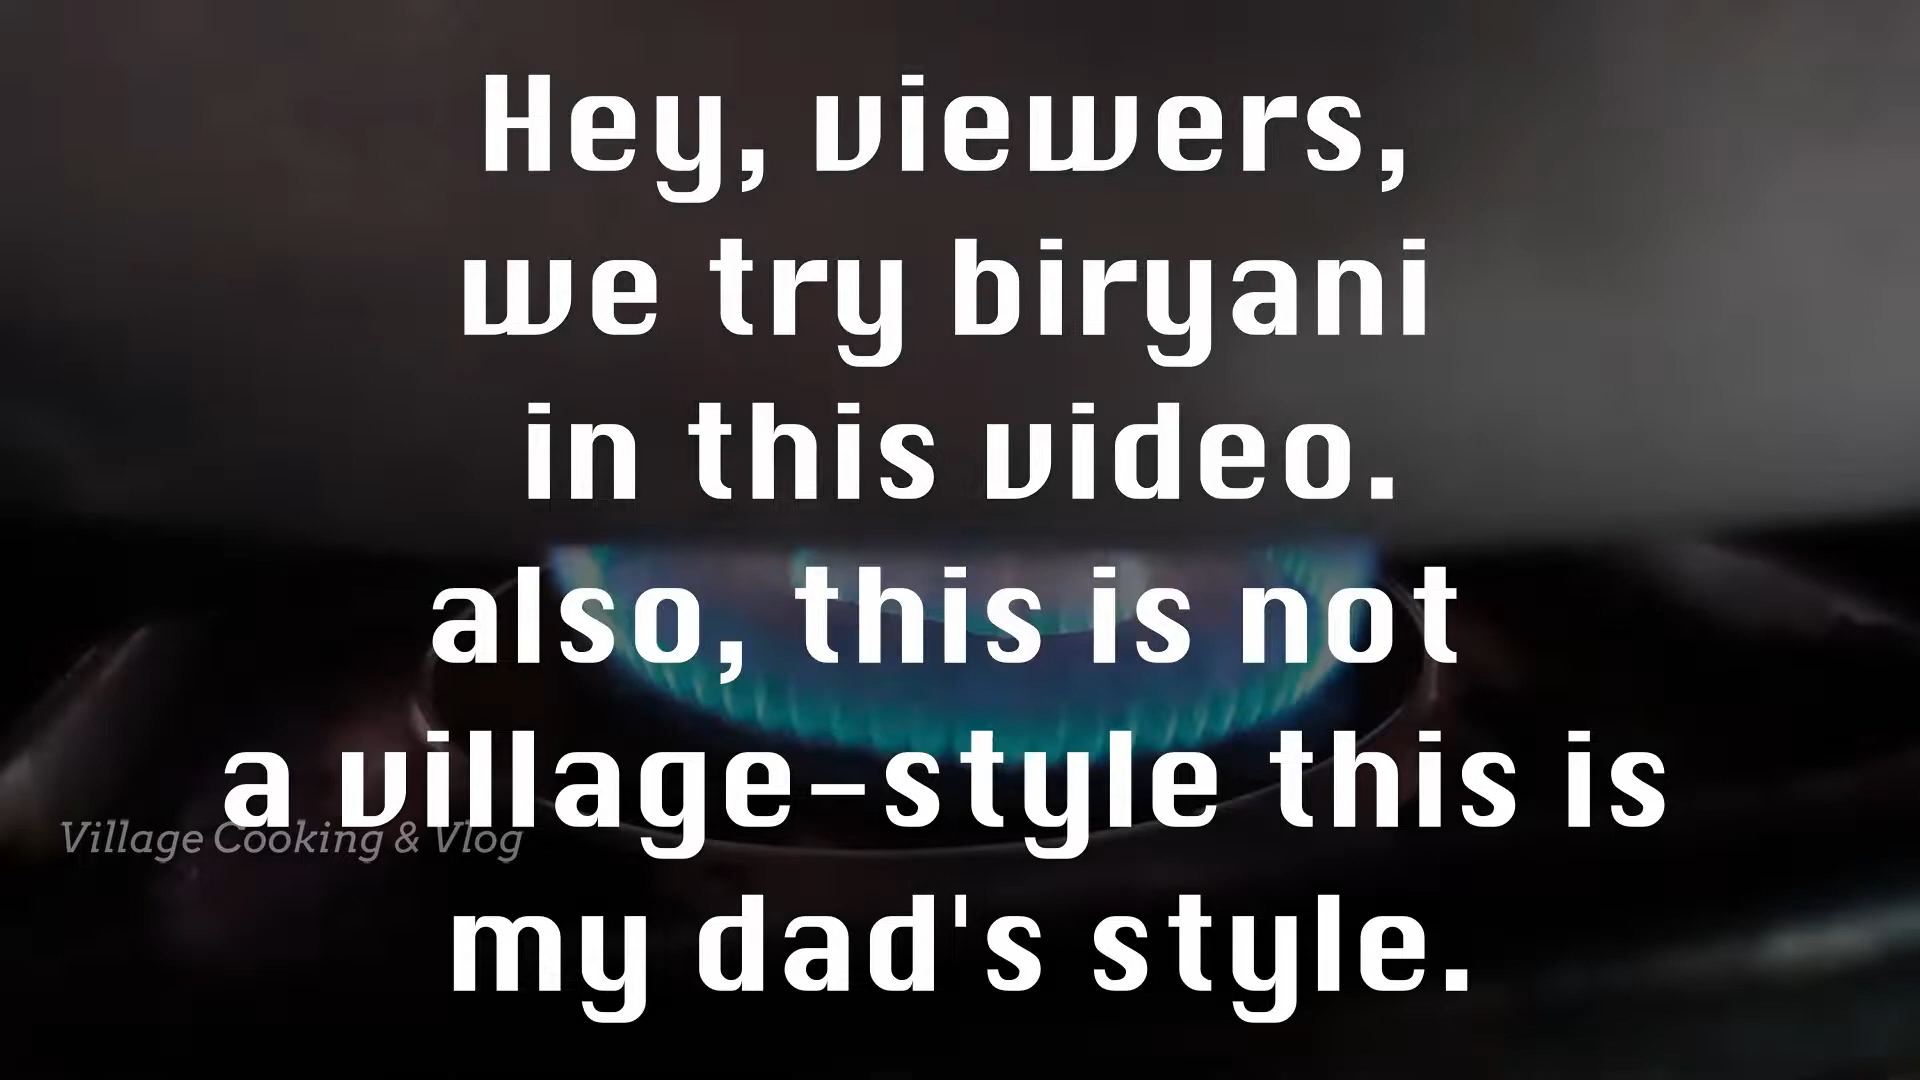 Hey, viewers,
we try biryani
in this video.
also, this is not
a village-style this is
Village Cooking & Vlog
my dad's style.